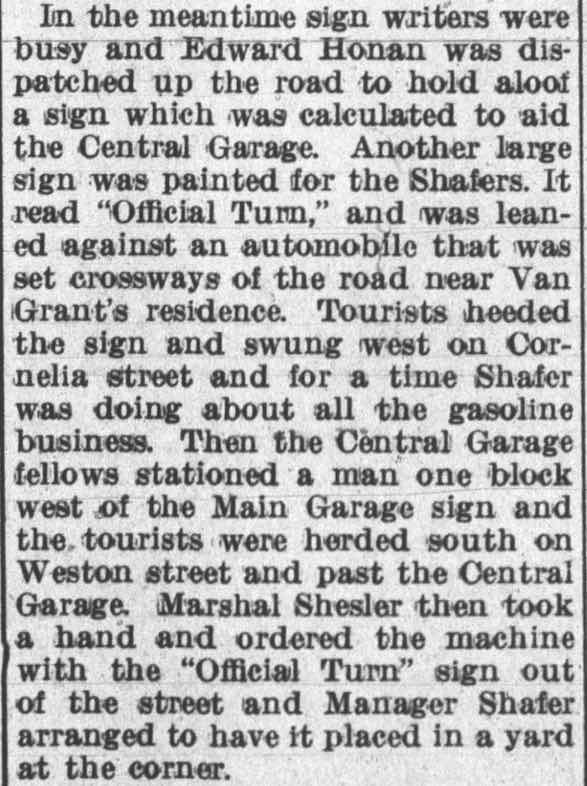 In the meantime sign writers were
busy and Edward Honan was dis-
patched up the road to hold aloof
a sign which was calculated to aid
the Central Garage. Another large
sign was painted for the Shafers. It
read "Official Turn," and was lean-
ed against an automobile that was
set crossways of the road near Van
Grant's residence. Tourists heeded
the sign and swung west on Cor-
nelia street and for a time Shafer
was doing about all the gasoline
business. Then the Central Garage
fellows stationed a man one block
west of the Main Garage sign and
the tourists were herded south on
Weston street and past the Central
Garage. Marshal Shesler then took
a hand and ordered the machine
with the "Official Turn" sign out
of the street and Manager Shafer
arranged to have it placed in a yard
at the corner.